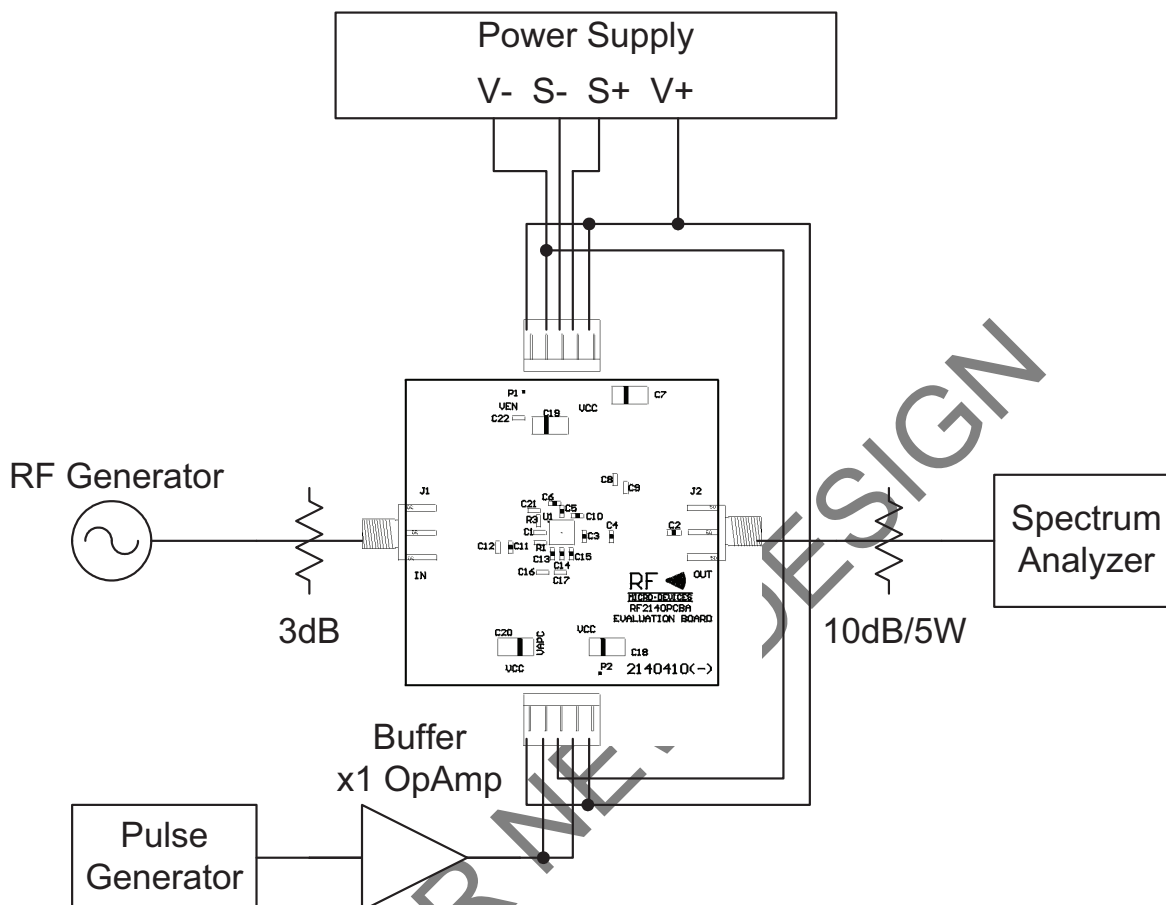 Power Supply
V- S- S+ V+
P1
VEN
C22
C19
VCC
C7
RF Generator
3dB
J1
IN
C8
C9
J2
OUT
C6
C5
C21
U1
C10
R3
C1
C3
C4
C2
C12
C11
R1
C13
C15
C14
C16
C17
RF
MICRO-DEVICES
RF2140PCBA
EVALUATION BOARD
C20
VAPC
VCC
VCC
C18
P2
2140410(-)
10dB/5W
Spectrum
Analyzer
Buffer
x1 OpAmp
Pulse
Generator
R NE
DESIGN